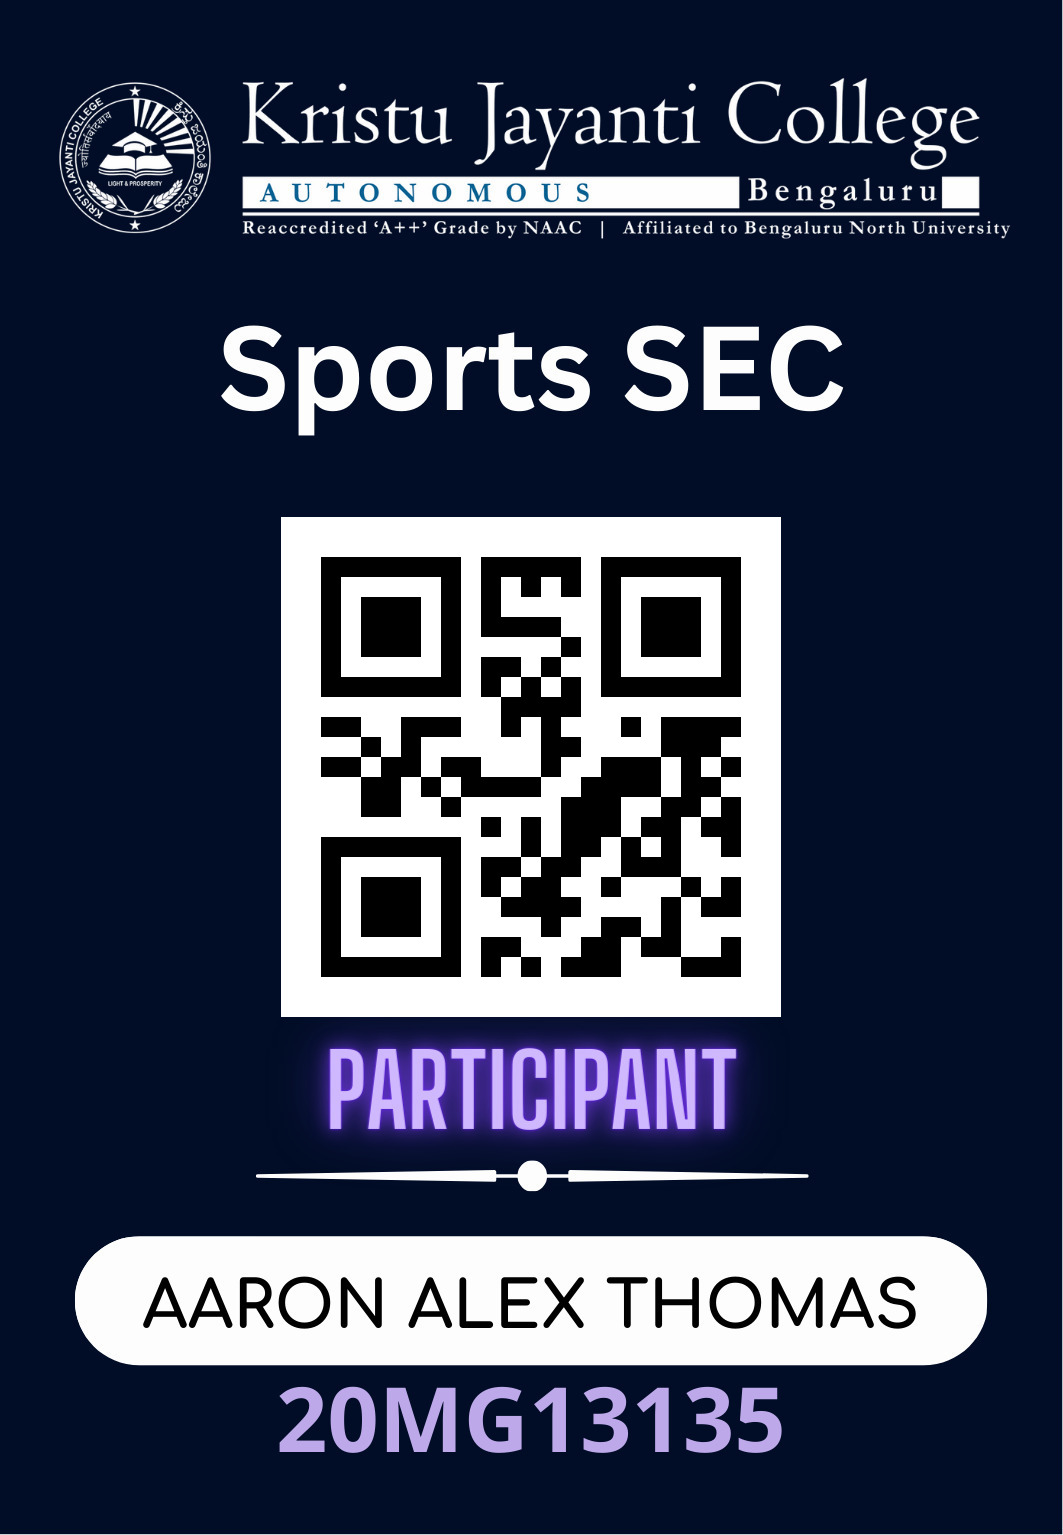 KRISTU JAYANTI COLLEGE
ಕ್ರಿಸ್ತು ಜಯಂತಿ ಕಾಲೇಜು
LIGHT & PROSPERITY
Kristu Jayanti College
AUTONOMOUS Bengaluru
Reaccredited ‘A++’ Grade by NAAC | Affiliated to Bengaluru North University
Sports SEC
PARTICIPANT
AARON ALEX THOMAS
20MG13135